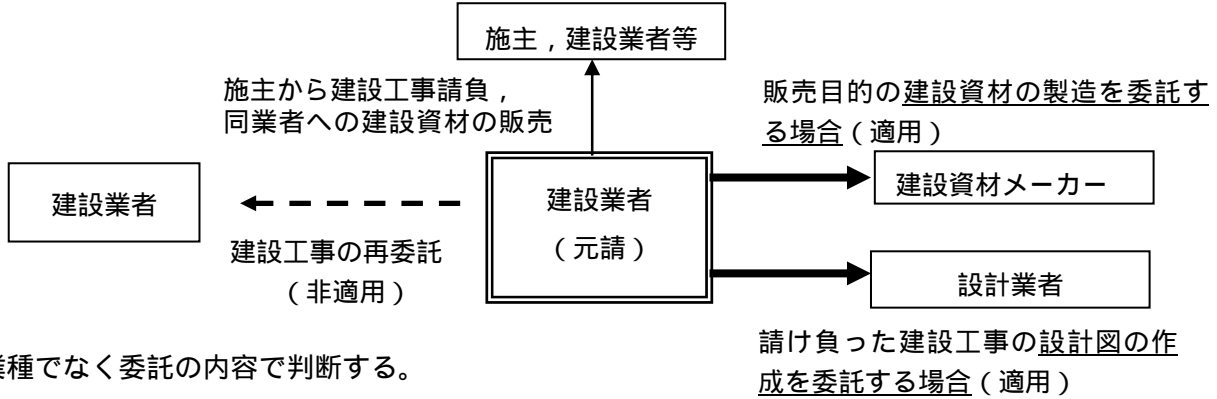 施主，建設業者等
施主から建設工事請負，
同業者への建設資材の販売
販売目的の建設資材の製造を委託す
る場合（適用）
建設業者
建設業者
（元請）
建設資材メーカー
建設工事の再委託
（非適用）
設計業者
請け負った建設工事の設計図の作
成を委託する場合（適用）
業種でなく委託の内容で判断する。